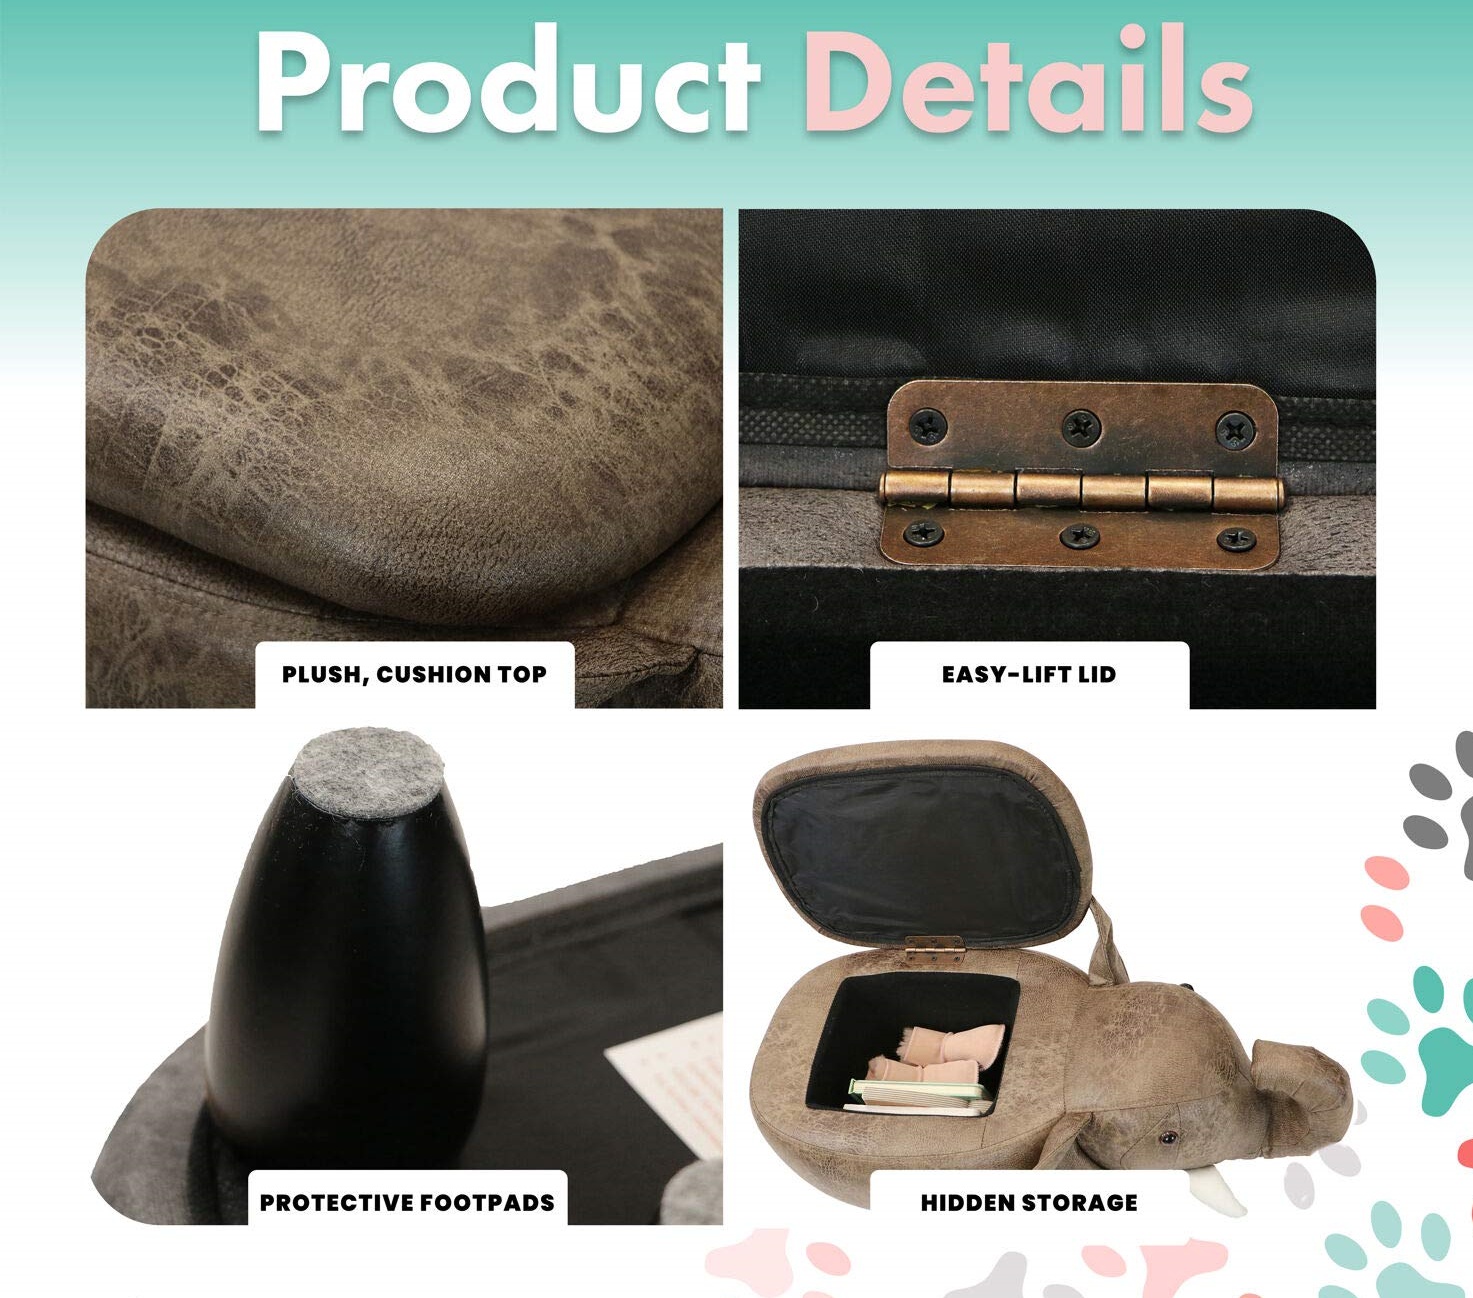 Product Details
PLUSH, CUSHION TOP
EASY-LIFT LID
PROTECTIVE FOOTPADS
HIDDEN STORAGE